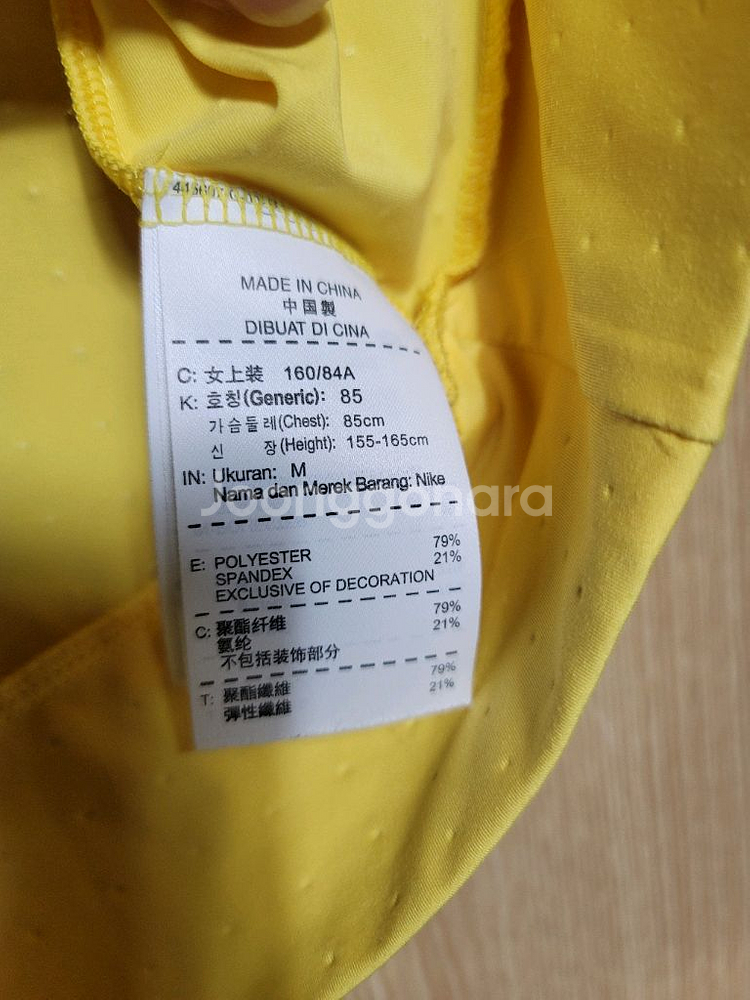 MADE IN CHINA
中国製
DIBUAT DI CINA
C: 女上装 160/84A
K: 호칭(Generic): 85
가슴둘레(Chest): 85cm
신 장(Height): 155-165cm
IN: Ukuran: M
Nama dan Merek Barang: Nike
Joonggonara
E: POLYESTER 79%
SPANDEX 21%
EXCLUSIVE OF DECORATION
C: 聚酯纤维 79%
氨纶 21%
不包括装饰部分
T: 聚酯纖維 79%
彈性纖維 21%